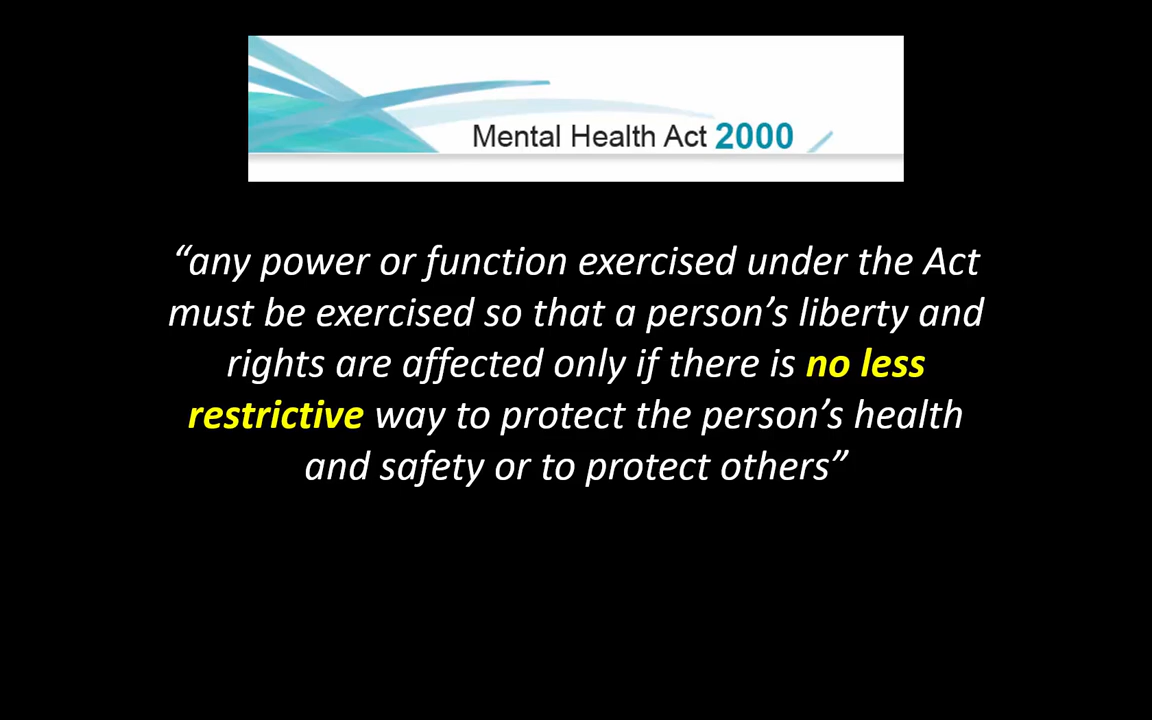 Mental Health Act 2000
“any power or function exercised under the Act
must be exercised so that a person’s liberty and
rights are affected only if there is no less
restrictive way to protect the person’s health
and safety or to protect others”